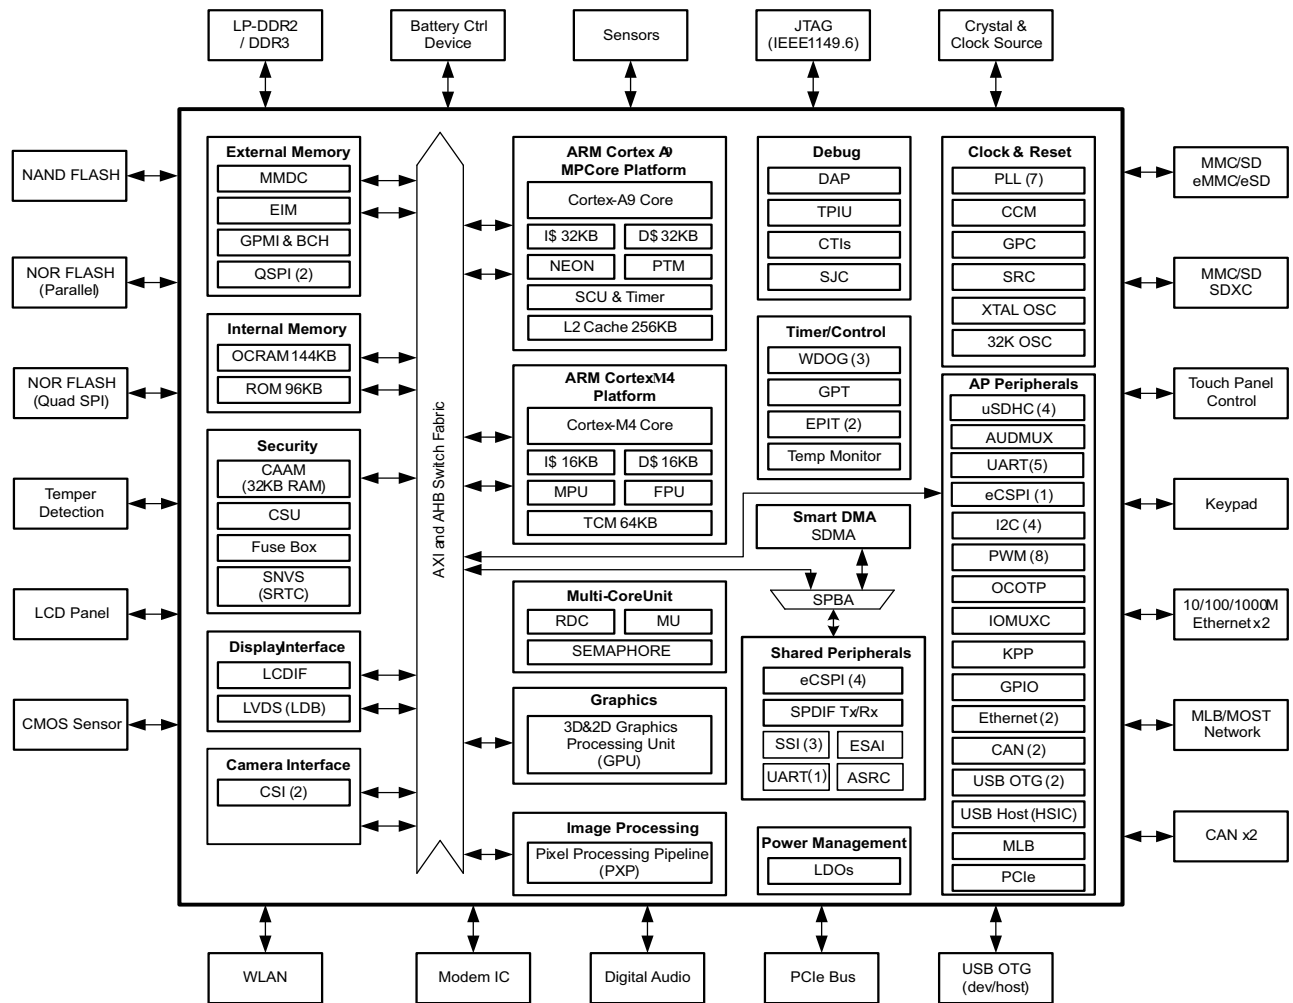 LP-DDR2
/ DDR3
Battery Ctrl
Device
Sensors
JTAG
(IEEE1149.6)
Crystal &
Clock Source
NAND FLASH
NOR FLASH
(Parallel)
NOR FLASH
(Quad SPI)
Temper
Detection
LCD Panel
CMOS Sensor
External Memory
MMDC
EIM
GPMI & BCH
QSPI (2)
Internal Memory
OCRAM 144KB
ROM 96KB
Security
CAAM
(32KB RAM)
CSU
Fuse Box
SNVS
(SRTC)
Display Interface
LCDIF
LVDS (LDB)
Camera Interface
CSI (2)
AXI and AHB Switch Fabric
ARM Cortex A9
MPCore Platform
Cortex-A9 Core
I$ 32KB
D$ 32KB
NEON
PTM
SCU & Timer
L2 Cache 256KB
ARM Cortex M4
Platform
Cortex-M4 Core
I$ 16KB
D$ 16KB
MPU
FPU
TCM 64KB
Multi-Core Unit
RDC
MU
SEMAPHORE
Graphics
3D&2D Graphics
Processing Unit
(GPU)
Image Processing
Pixel Processing Pipeline
(PXP)
Debug
DAP
TPIU
CTIs
SJC
Timer/Control
WDOG (3)
GPT
EPIT (2)
Temp Monitor
Smart DMA
SDMA
SPBA
Shared Peripherals
eCSPI (4)
SPDIF Tx/Rx
SSI (3)
ESAI
UART(1)
ASRC
Power Management
LDOs
Clock & Reset
PLL (7)
CCM
GPC
SRC
XTAL OSC
32K OSC
AP Peripherals
uSDHC (4)
AUDMUX
UART(5)
eCSPI (1)
I2C (4)
PWM (8)
OCOTP
IOMUXC
KPP
GPIO
Ethernet (2)
CAN (2)
USB OTG (2)
USB Host (HSIC)
MLB
PCIe
MMC/SD
eMMC/eSD
MMC/SD
SDXC
Touch Panel
Control
Keypad
10/100/1000M
Ethernet x2
MLB/MOST
Network
CAN x2
WLAN
Modem IC
Digital Audio
PCIe Bus
USB OTG
(dev/host)